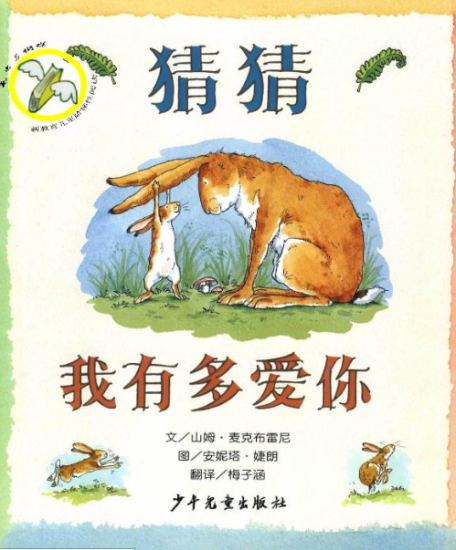 猜猜
我有多爱你
文／山姆·麦克布雷尼
图／安妮塔·婕朗
翻译／梅子涵
少年儿童出版社